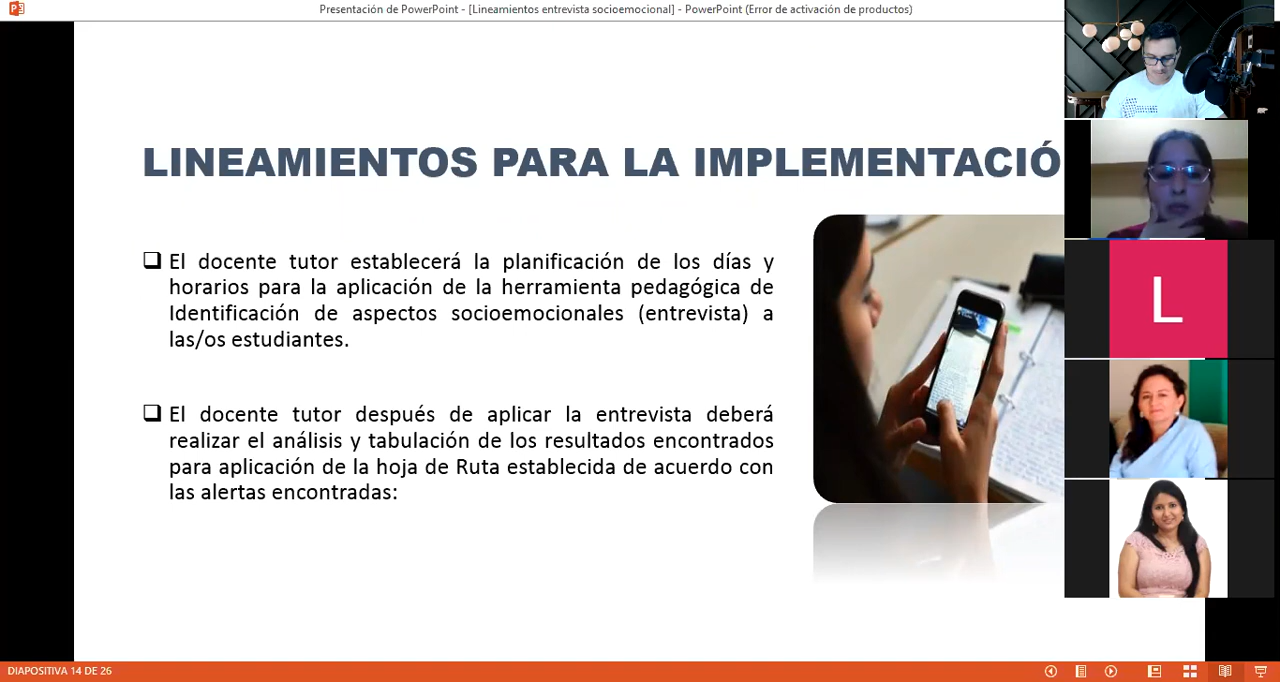 Presentación de PowerPoint - [Lineamientos entrevista socioemocional] - PowerPoint (Error de activación de productos)
LINEAMIENTOS PARA LA IMPLEMENTACIÓ
❑ El docente tutor establecerá la planificación de los días y
horarios para la aplicación de la herramienta pedagógica de
Identificación de aspectos socioemocionales (entrevista) a
las/os estudiantes.
❑ El docente tutor después de aplicar la entrevista deberá
realizar el análisis y tabulación de los resultados encontrados
para aplicación de la hoja de Ruta establecida de acuerdo con
las alertas encontradas:
L
DIAPOSITIVA 14 DE 26